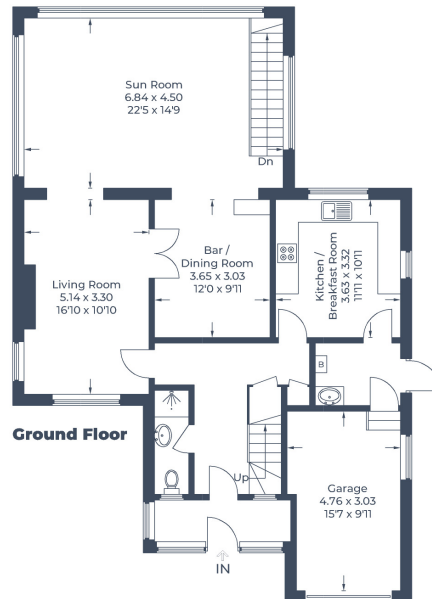 Sun Room
6.84 x 4.50
22'5 x 14'9
Dn
Bar /
Dining Room
3.65 x 3.03
12'0 x 9'11
Kitchen /
Breakfast Room
3.63 x 3.32
11'11 x 10'11
Living Room
5.14 x 3.30
16'10 x 10'10
B
Ground Floor
Up
Garage
4.76 x 3.03
15'7 x 9'11
IN